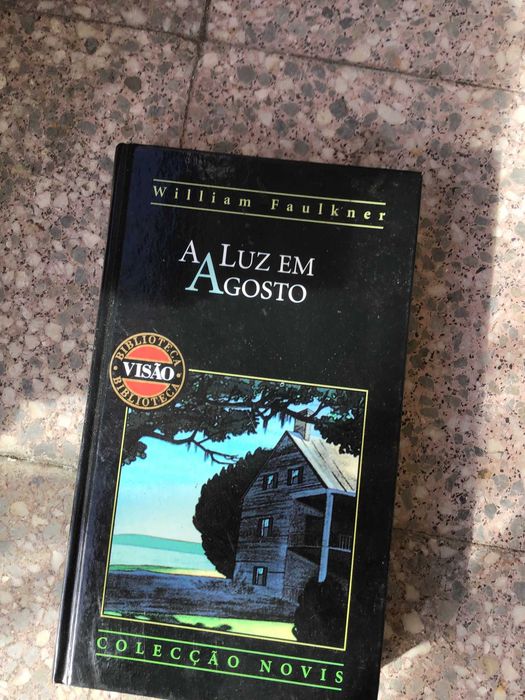 William Faulkner
A LUZ EM
AGOSTO
BIBLIOTECA
VISÃO
BIBLIOTECA
COLECÇÃO NOVIS